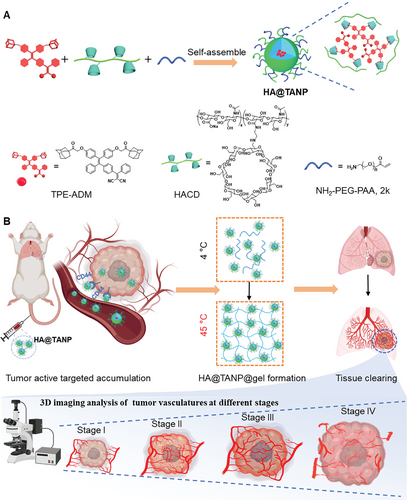 A
Self-assemble
HA@TANP
TPE-ADM
HACD
NH2-PEG-PAA, 2k
B
CD44
HA@TANP
4 °C
45 °C
Tumor active targeted accumulation
HA@TANP@gel formation
Tissue clearing
3D imaging analysis of tumor vasculatures at different stages
Stage I
Stage II
Stage III
Stage IV